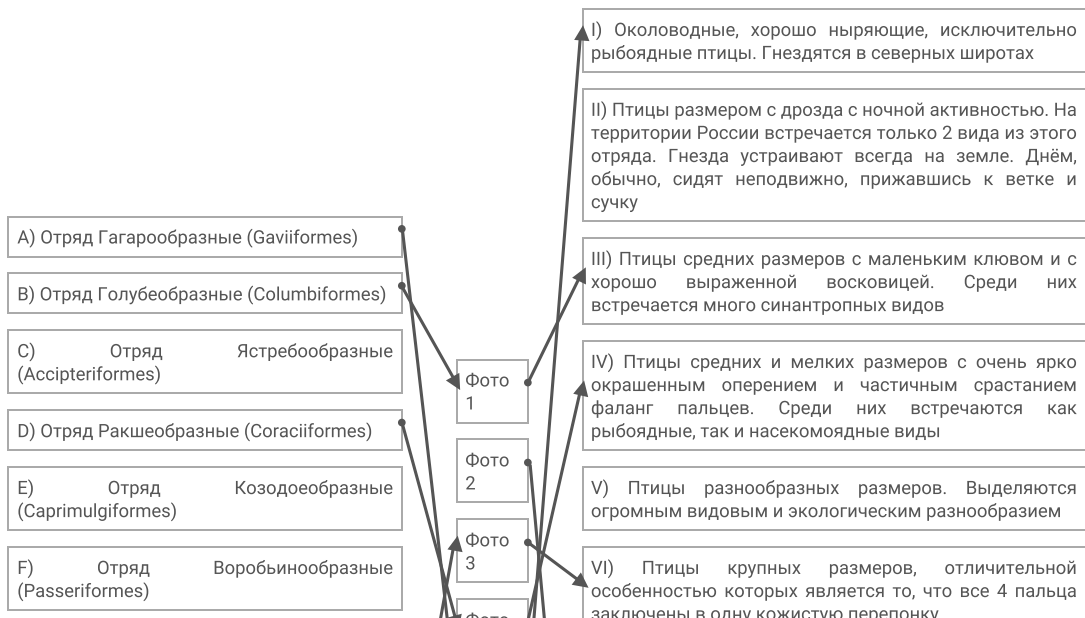 A) Отряд Гагарообразные (Gaviiformes)
B) Отряд Голубеобразные (Columbiformes)
C) Отряд Ястребообразные
(Accipteriformes)
D) Отряд Ракшеобразные (Coraciiformes)
E) Отряд Козодоеобразные
(Caprimulgiformes)
F) Отряд Воробьинообразные
(Passeriformes)
Фото
1
Фото
2
Фото
3
Фото
I) Околоводные, хорошо ныряющие, исключительно
рыбоядные птицы. Гнездятся в северных широтах
II) Птицы размером с дрозда с ночной активностью. На
территории России встречается только 2 вида из этого
отряда. Гнезда устраивают всегда на земле. Днём,
обычно, сидят неподвижно, прижавшись к ветке и
сучку
III) Птицы средних размеров с маленьким клювом и с
хорошо выраженной восковицей. Среди них
встречается много синантропных видов
IV) Птицы средних и мелких размеров с очень ярко
окрашенным оперением и частичным срастанием
фаланг пальцев. Среди них встречаются как
рыбоядные, так и насекомоядные виды
V) Птицы разнообразных размеров. Выделяются
огромным видовым и экологическим разнообразием
VI) Птицы крупных размеров, отличительной
особенностью которых является то, что все 4 пальца
заключены в одну кожистую перепонку